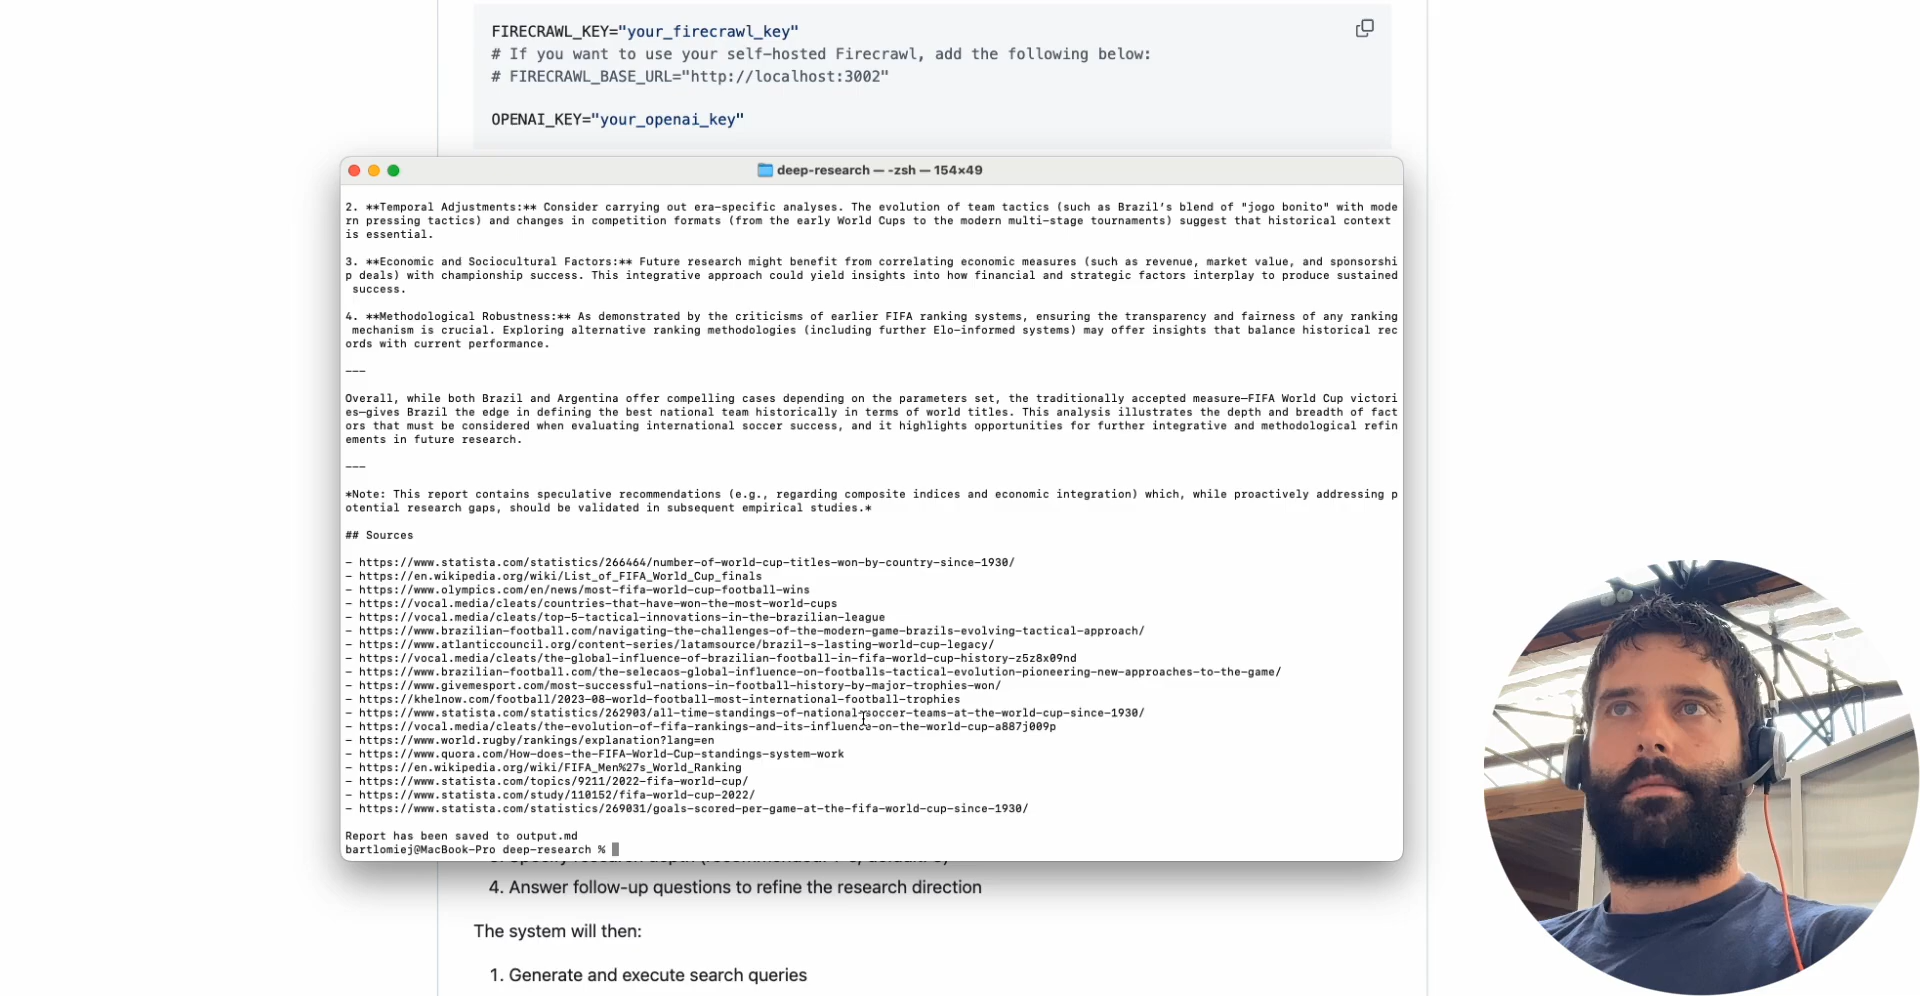 FIRECRAWL_KEY="your_firecrawl_key"
# If you want to use your self-hosted Firecrawl, add the following below:
# FIRECRAWL_BASE_URL="http://localhost:3002"
OPENAI_KEY="your_openai_key"
deep-research — -zsh — 154×49
2. **Temporal Adjustments:** Consider carrying out era-specific analyses. The evolution of team tactics (such as Brazil's blend of "jogo bonito" with mode
rn pressing tactics) and changes in competition formats (from the early World Cups to the modern multi-stage tournaments) suggest that historical context
is essential.
3. **Economic and Sociocultural Factors:** Future research might benefit from correlating economic measures (such as revenue, market value, and sponsorshi
p deals) with championship success. This integrative approach could yield insights into how financial and strategic factors interplay to produce sustained
success.
4. **Methodological Robustness:** As demonstrated by the criticisms of earlier FIFA ranking systems, ensuring the transparency and fairness of any ranking
mechanism is crucial. Exploring alternative ranking methodologies (including further Elo-informed systems) may offer insights that balance historical rec
ords with current performance.
---
Overall, while both Brazil and Argentina offer compelling cases depending on the parameters set, the traditionally accepted measure—FIFA World Cup victori
es—gives Brazil the edge in defining the best national team historically in terms of world titles. This analysis illustrates the depth and breadth of fact
ors that must be considered when evaluating international soccer success, and it highlights opportunities for further integrative and methodological refin
ements in future research.
---
*Note: This report contains speculative recommendations (e.g., regarding composite indices and economic integration) which, while proactively addressing p
otential research gaps, should be validated in subsequent empirical studies.*
## Sources
- https://www.statista.com/statistics/266464/number-of-world-cup-titles-won-by-country-since-1930/
- https://en.wikipedia.org/wiki/List_of_FIFA_World_Cup_finals
- https://www.olympics.com/en/news/most-fifa-world-cup-football-wins
- https://vocal.media/cleats/countries-that-have-won-the-most-world-cups
- https://vocal.media/cleats/top-5-tactical-innovations-in-the-brazilian-league
- https://www.brazilian-football.com/navigating-the-challenges-of-the-modern-game-brazils-evolving-tactical-approach/
- https://www.atlanticcouncil.org/content-series/latamsource/brazil-s-lasting-world-cup-legacy/
- https://vocal.media/cleats/the-global-influence-of-brazilian-football-in-fifa-world-cup-history-z5z8x09nd
- https://www.brazilian-football.com/the-selecaos-global-influence-on-footballs-tactical-evolution-pioneering-new-approaches-to-the-game/
- https://www.givemesport.com/most-successful-nations-in-football-history-by-major-trophies-won/
- https://khelnow.com/football/2023-08-world-football-most-international-football-trophies
- https://www.statista.com/statistics/262903/all-time-standings-of-national-soccer-teams-at-the-world-cup-since-1930/
- https://vocal.media/cleats/the-evolution-of-fifa-rankings-and-its-influence-on-the-world-cup-a887j009p
- https://www.world.rugby/rankings/explanation?lang=en
- https://www.quora.com/How-does-the-FIFA-World-Cup-standings-system-work
- https://en.wikipedia.org/wiki/FIFA_Men%27s_World_Ranking
- https://www.statista.com/topics/9211/2022-fifa-world-cup/
- https://www.statista.com/study/110152/fifa-world-cup-2022/
- https://www.statista.com/statistics/269031/goals-scored-per-game-at-the-fifa-world-cup-since-1930/
Report has been saved to output.md
bartlomiej@MacBook-Pro deep-research %
4. Answer follow-up questions to refine the research direction
The system will then:
1. Generate and execute search queries